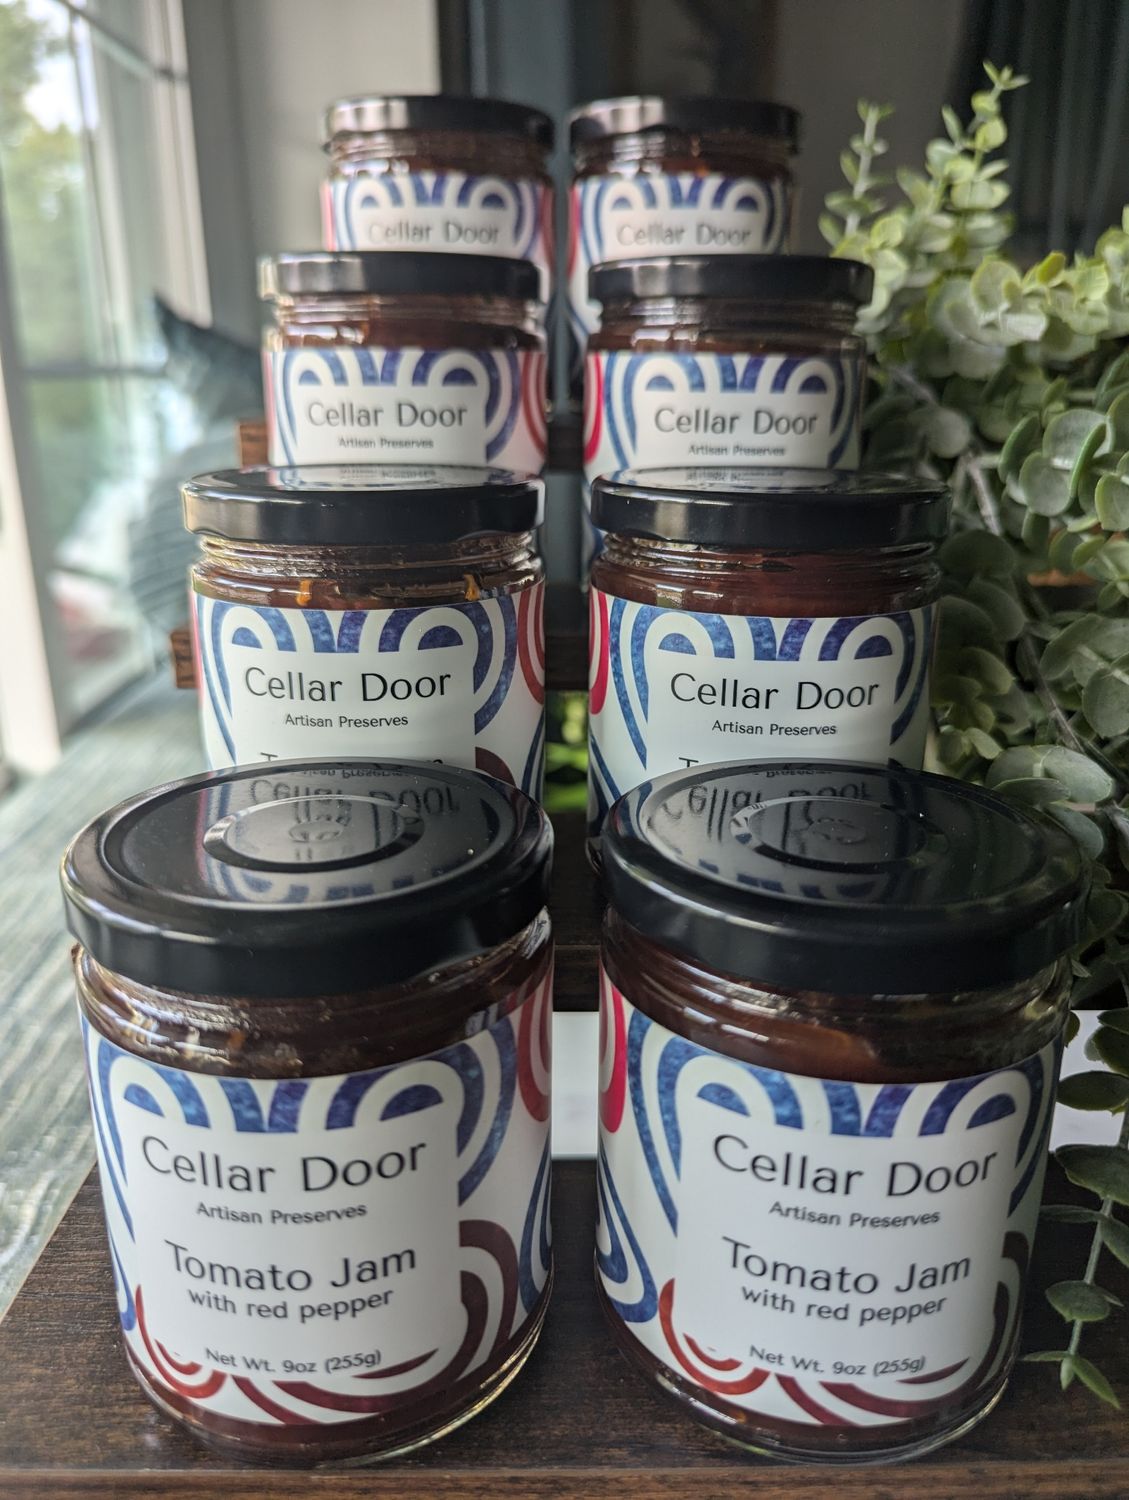 Cellar Door
Cellar Door
Cellar Door
Artisan Preserves
Cellar Door
Artisan Preserves
Cellar Door
Artisan Preserves
Cellar Door
Artisan Preserves
Cellar Door
Artisan Preserves
Tomato Jam
with red pepper
Net Wt. 9oz (255g)
Cellar Door
Artisan Preserves
Tomato Jam
with red pepper
Net Wt. 9oz (255g)